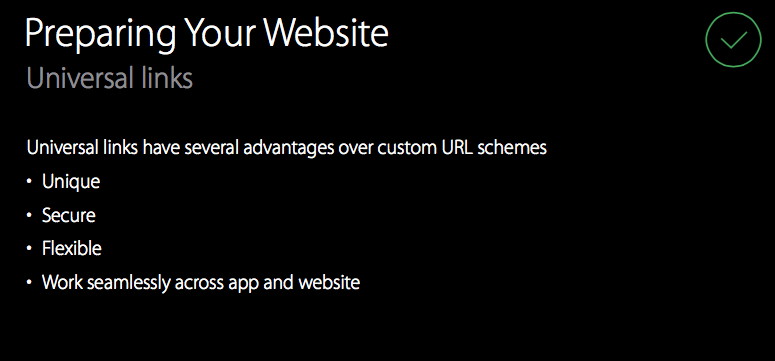 Preparing Your Website
Universal links
Universal links have several advantages over custom URL schemes
• Unique
• Secure
• Flexible
• Work seamlessly across app and website